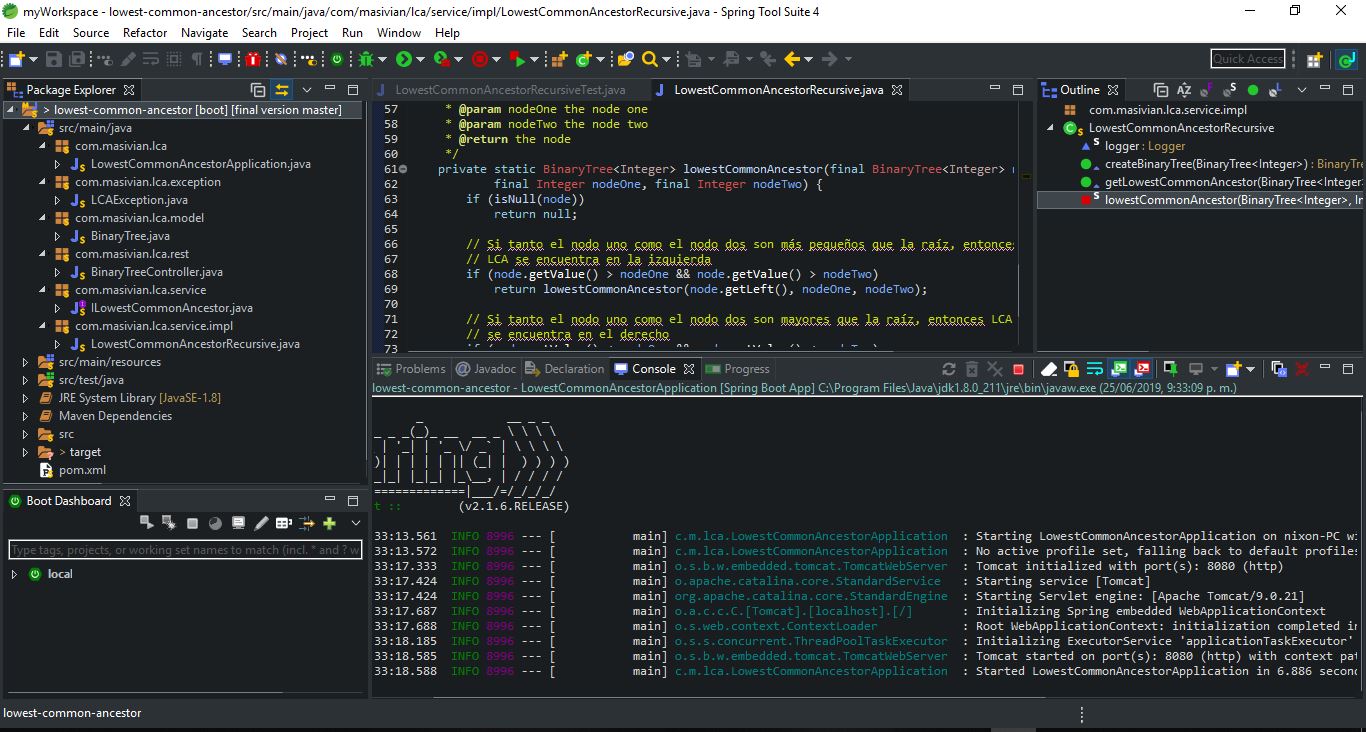 myWorkspace - lowest-common-ancestor/src/main/java/com/masivian/lca/service/impl/LowestCommonAncestorRecursive.java - Spring Tool Suite 4
File Edit Source Refactor Navigate Search Project Run Window Help
Quick Access
Package Explorer
> lowest-common-ancestor [boot] [final version master]
src/main/java
com.masivian.lca
LowestCommonAncestorApplication.java
com.masivian.lca.exception
LCAException.java
com.masivian.lca.model
BinaryTree.java
com.masivian.lca.rest
BinaryTreeController.java
com.masivian.lca.service
ILowestCommonAncestor.java
com.masivian.lca.service.impl
LowestCommonAncestorRecursive.java
src/main/resources
src/test/java
JRE System Library [JavaSE-1.8]
Maven Dependencies
src
> target
pom.xml
Boot Dashboard
Type tags, projects, or working set names to match (incl. * and ? w
local
LowestCommonAncestorRecursiveTest.java LowestCommonAncestorRecursive.java
57 * @param nodeOne the node one
58 * @param nodeTwo the node two
59 * @return the node
60 */
61 private static BinaryTree<Integer> lowestCommonAncestor(final BinaryTree<Integer>
62 final Integer nodeOne, final Integer nodeTwo) {
63 if (isNull(node))
64 return null;
65
66 // Si tanto el nodo uno como el nodo dos son más pequeños que la raíz, entonces
67 // LCA se encuentra en la izquierda
68 if (node.getValue() > nodeOne && node.getValue() > nodeTwo)
69 return lowestCommonAncestor(node.getLeft(), nodeOne, nodeTwo);
70
71 // Si tanto el nodo uno como el nodo dos son mayores que la raíz, entonces LCA
72 // se encuentra en el derecho
73
Outline
com.masivian.lca.service.impl
LowestCommonAncestorRecursive
logger : Logger
createBinaryTree(BinaryTree<Integer>) : BinaryTre
getLowestCommonAncestor(BinaryTree<Integer
lowestCommonAncestor(BinaryTree<Integer>, In
Problems Javadoc Declaration Console Progress
lowest-common-ancestor - LowestCommonAncestorApplication [Spring Boot App] C:\Program Files\Java\jdk1.8.0_211\jre\bin\javaw.exe (25/06/2019, 9:33:09 p. m.)
t :: (v2.1.6.RELEASE)
33:13.561 INFO 8996 --- [ main] c.m.lca.LowestCommonAncestorApplication : Starting LowestCommonAncestorApplication on nixon-PC wi
33:13.572 INFO 8996 --- [ main] c.m.lca.LowestCommonAncestorApplication : No active profile set, falling back to default profiles
33:17.333 INFO 8996 --- [ main] o.s.b.w.embedded.tomcat.TomcatWebServer : Tomcat initialized with port(s): 8080 (http)
33:17.424 INFO 8996 --- [ main] o.apache.catalina.core.StandardService : Starting service [Tomcat]
33:17.424 INFO 8996 --- [ main] org.apache.catalina.core.StandardEngine : Starting Servlet engine: [Apache Tomcat/9.0.21]
33:17.687 INFO 8996 --- [ main] o.a.c.c.C.[Tomcat].[localhost].[/] : Initializing Spring embedded WebApplicationContext
33:17.688 INFO 8996 --- [ main] o.s.web.context.ContextLoader : Root WebApplicationContext: initialization completed in
33:18.185 INFO 8996 --- [ main] o.s.s.concurrent.ThreadPoolTaskExecutor : Initializing ExecutorService 'applicationTaskExecutor'
33:18.585 INFO 8996 --- [ main] o.s.b.w.embedded.tomcat.TomcatWebServer : Tomcat started on port(s): 8080 (http) with context pat
33:18.588 INFO 8996 --- [ main] c.m.lca.LowestCommonAncestorApplication : Started LowestCommonAncestorApplication in 6.886 second
lowest-common-ancestor